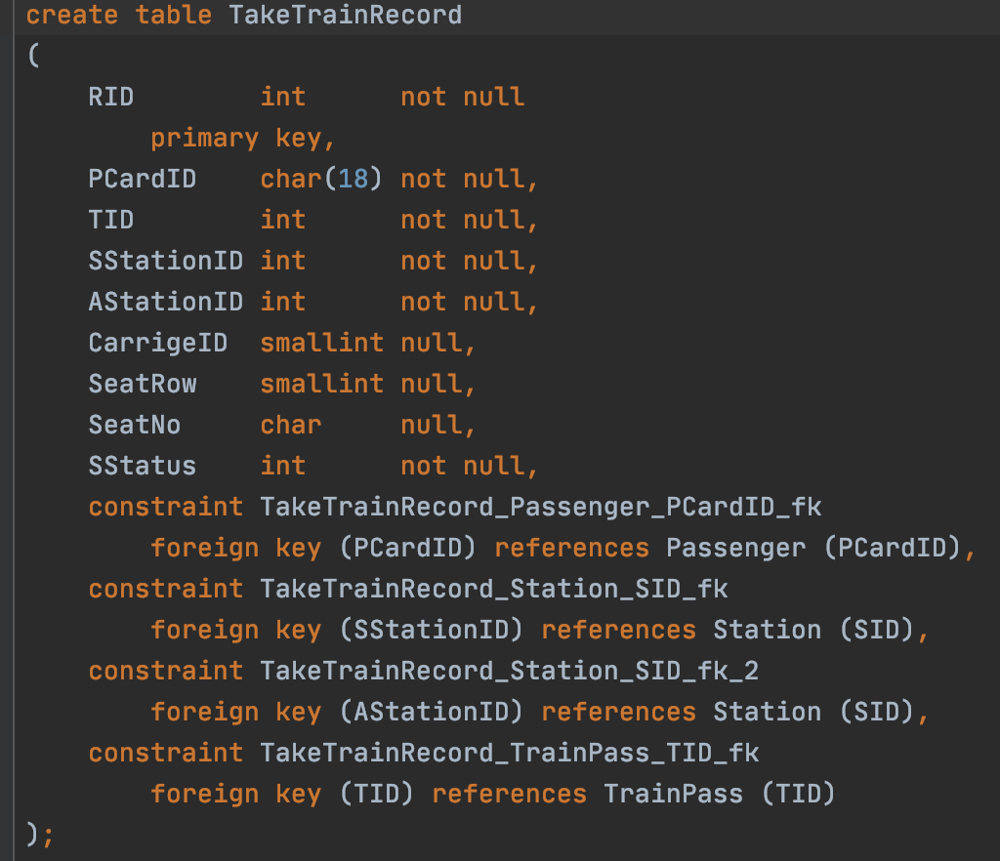 create table TakeTrainRecord
(
    RID        int      not null
        primary key,
    PCardID    char(18) not null,
    TID        int      not null,
    SStationID int      not null,
    AStationID int      not null,
    CarrigeID  smallint null,
    SeatRow    smallint null,
    SeatNo     char     null,
    SStatus    int      not null,
    constraint TakeTrainRecord_Passenger_PCardID_fk
        foreign key (PCardID) references Passenger (PCardID),
    constraint TakeTrainRecord_Station_SID_fk
        foreign key (SStationID) references Station (SID),
    constraint TakeTrainRecord_Station_SID_fk_2
        foreign key (AStationID) references Station (SID),
    constraint TakeTrainRecord_TrainPass_TID_fk
        foreign key (TID) references TrainPass (TID)
);